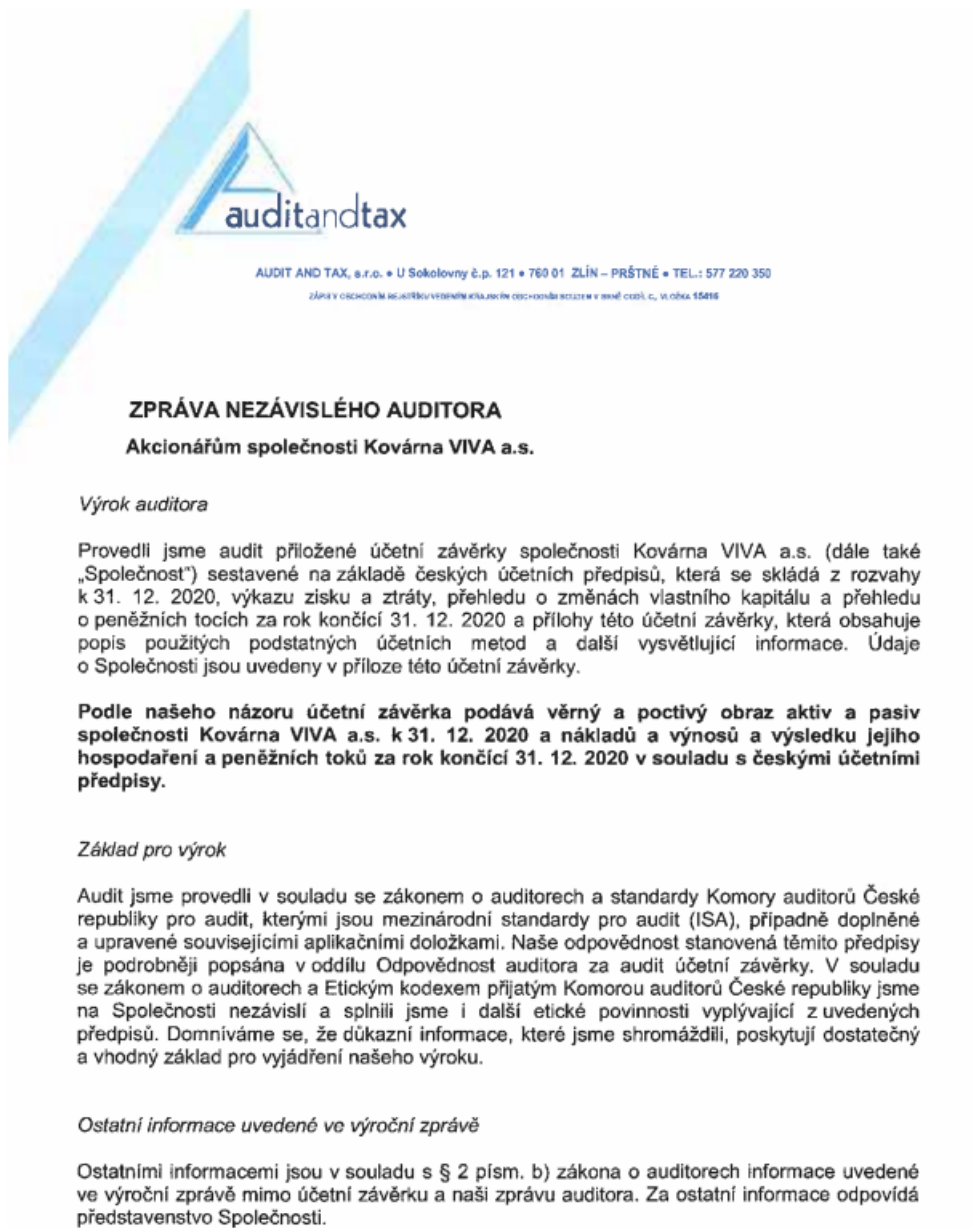 auditandtax
AUDIT AND TAX, s.r.o. • U Sokolovny č.p. 121 • 760 01 ZLÍN – PRŠTNÉ • TEL.: 577 220 350
ZÁPIS V OBCHODNÍM REJSTŘÍKU VEDENÉM KRAJSKÝM OBCHODNÍM SOUDEM V BRNĚ ODDÍL C., VLOŽKA 15416
ZPRÁVA NEZÁVISLÉHO AUDITORA
Akcionářům společnosti Kovárna VIVA a.s.
Výrok auditora
Provedli jsme audit přiložené účetní závěrky společnosti Kovárna VIVA a.s. (dále také
„Společnost“) sestavené na základě českých účetních předpisů, která se skládá z rozvahy
k 31. 12. 2020, výkazu zisku a ztráty, přehledu o změnách vlastního kapitálu a přehledu
o peněžních tocích za rok končící 31. 12. 2020 a přílohy této účetní závěrky, která obsahuje
popis použitých podstatných účetních metod a další vysvětlující informace. Údaje
o Společnosti jsou uvedeny v příloze této účetní závěrky.
Podle našeho názoru účetní závěrka podává věrný a poctivý obraz aktiv a pasiv
společnosti Kovárna VIVA a.s. k 31. 12. 2020 a nákladů a výnosů a výsledku jejího
hospodaření a peněžních toků za rok končící 31. 12. 2020 v souladu s českými účetními
předpisy.
Základ pro výrok
Audit jsme provedli v souladu se zákonem o auditorech a standardy Komory auditorů České
republiky pro audit, kterými jsou mezinárodní standardy pro audit (ISA), případně doplněné
a upravené souvisejícími aplikačními doložkami. Naše odpovědnost stanovená těmito předpisy
je podrobněji popsána v oddílu Odpovědnost auditora za audit účetní závěrky. V souladu
se zákonem o auditorech a Etickým kodexem přijatým Komorou auditorů České republiky jsme
na Společnosti nezávislí a splnili jsme i další etické povinnosti vyplývající z uvedených
předpisů. Domníváme se, že důkazní informace, které jsme shromáždili, poskytují dostatečný
a vhodný základ pro vyjádření našeho výroku.
Ostatní informace uvedené ve výroční zprávě
Ostatními informacemi jsou v souladu s § 2 písm. b) zákona o auditorech informace uvedené
ve výroční zprávě mimo účetní závěrku a naši zprávu auditora. Za ostatní informace odpovídá
představenstvo Společnosti.